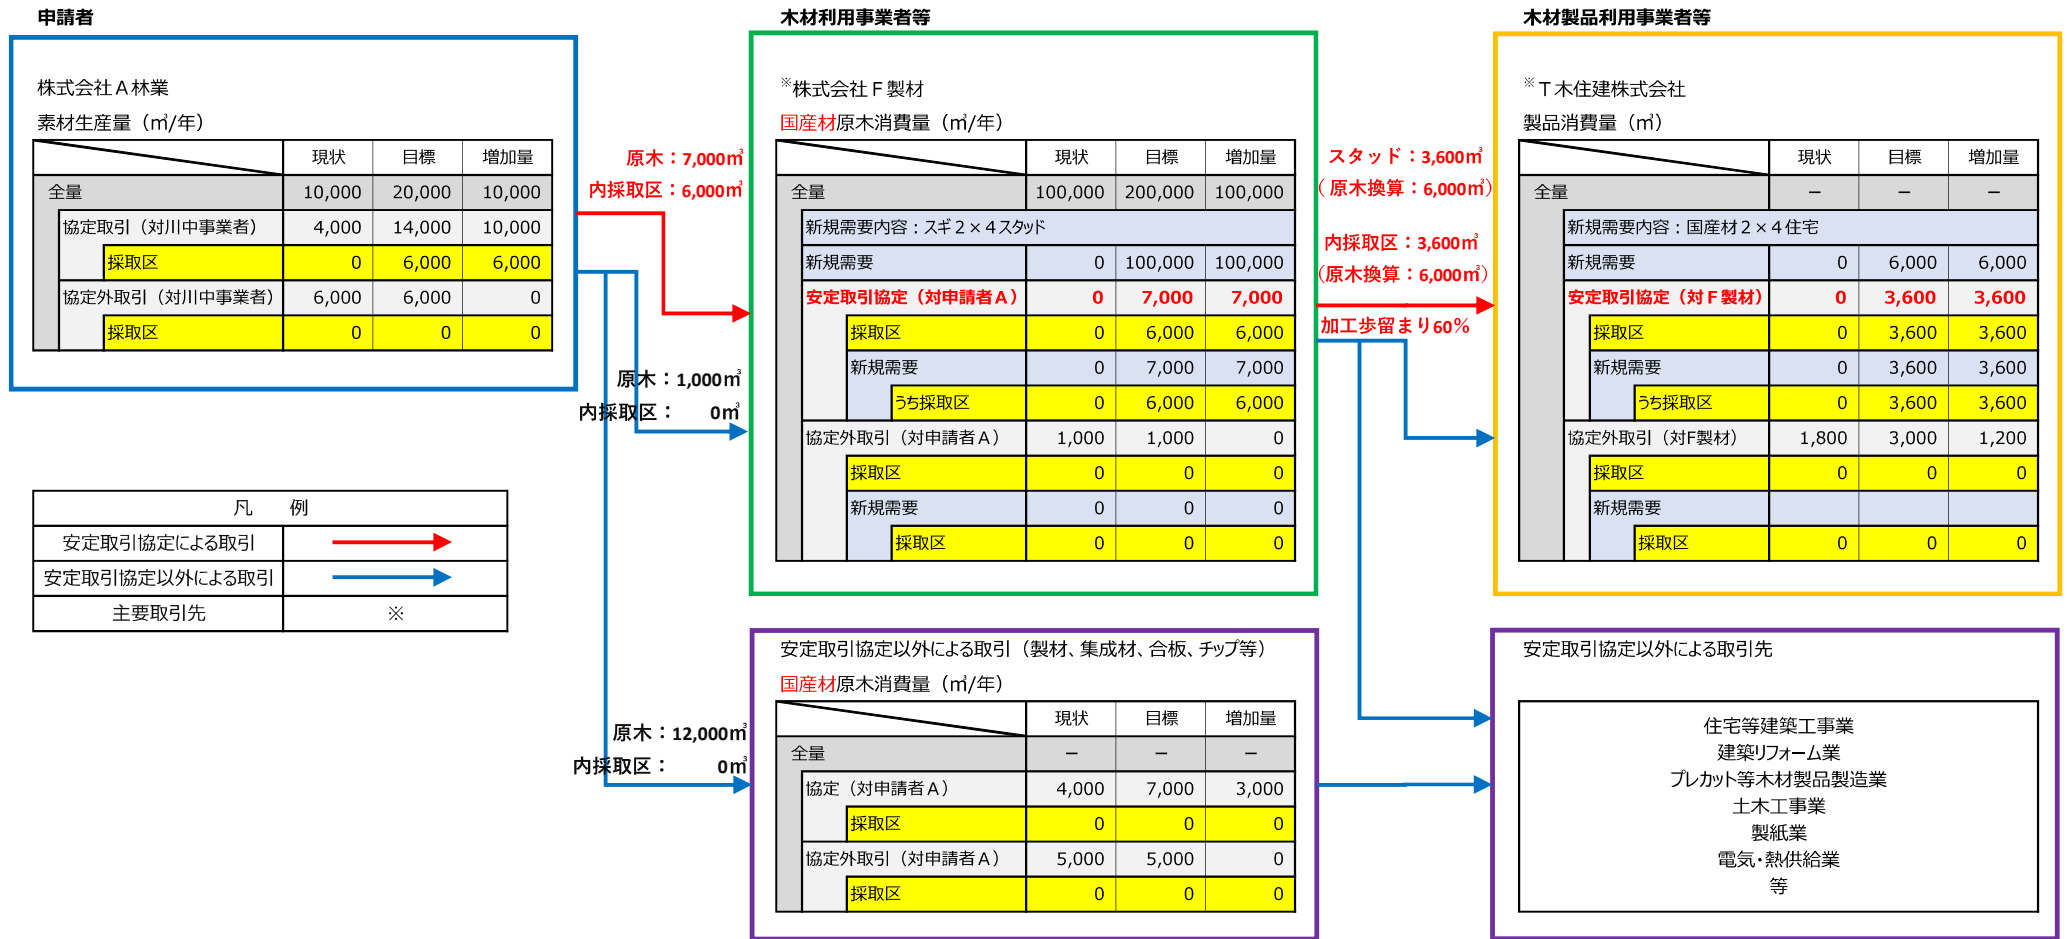 申請者
株式会社Ａ林業
素材生産量（㎥/年）
現状 目標 増加量
全量 10,000 20,000 10,000
協定取引（対川中事業者） 4,000 14,000 10,000
採取区 0 6,000 6,000
協定外取引（対川中事業者） 6,000 6,000 0
採取区 0 0 0
凡　例
安定取引協定による取引
安定取引協定以外による取引
主要取引先 ※
原木：7,000㎥
内採取区：6,000㎥
原木：1,000㎥
内採取区：　0㎥
原木：12,000㎥
内採取区：　0㎥
木材利用事業者等
※株式会社Ｆ製材
国産材原木消費量（㎥/年）
現状 目標 増加量
全量 100,000 200,000 100,000
新規需要内容：スギ２×４スタッド
新規需要 0 100,000 100,000
安定取引協定（対申請者Ａ） 0 7,000 7,000
採取区 0 6,000 6,000
新規需要 0 7,000 7,000
うち採取区 0 6,000 6,000
協定外取引（対申請者Ａ） 1,000 1,000 0
採取区 0 0 0
新規需要 0 0 0
採取区 0 0 0
安定取引協定以外による取引（製材、集成材、合板、チップ等）
国産材原木消費量（㎥/年）
現状 目標 増加量
全量 － － －
協定（対申請者Ａ） 4,000 7,000 3,000
採取区 0 0 0
協定外取引（対申請者Ａ） 5,000 5,000 0
採取区 0 0 0
スタッド：3,600㎥
（原木換算：6,000㎥）
内採取区：3,600㎥
（原木換算：6,000㎥）
加工歩留まり60％
木材製品利用事業者等
※Ｔ木住建株式会社
製品消費量（㎥）
現状 目標 増加量
全量 － － －
新規需要内容：国産材２×４住宅
新規需要 0 6,000 6,000
安定取引協定（対Ｆ製材） 0 3,600 3,600
採取区 0 3,600 3,600
新規需要 0 3,600 3,600
うち採取区 0 3,600 3,600
協定外取引（対F製材） 1,800 3,000 1,200
採取区 0 0 0
新規需要
採取区 0 0 0
安定取引協定以外による取引先
住宅等建築工事業
建築リフォーム業
プレカット等木材製品製造業
土木工事業
製紙業
電気・熱供給業
等